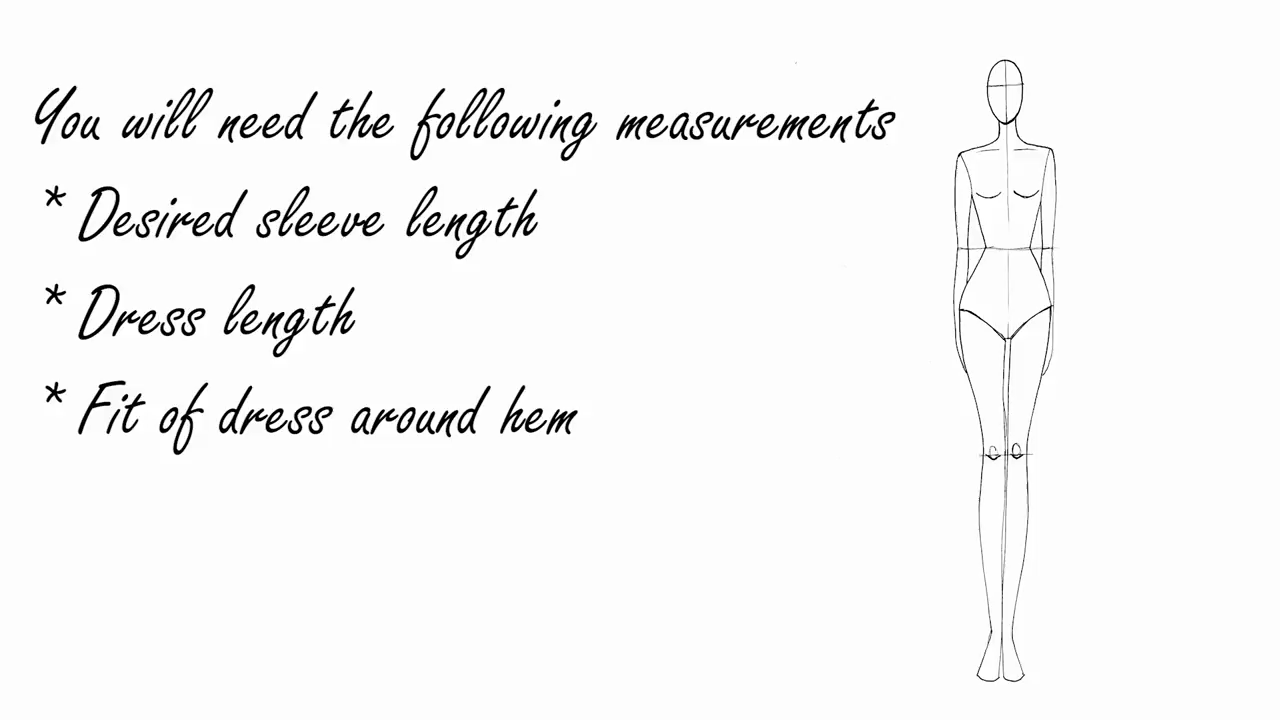 You will need the following measurements
* Desired sleeve length
* Dress length
* Fit of dress around hem